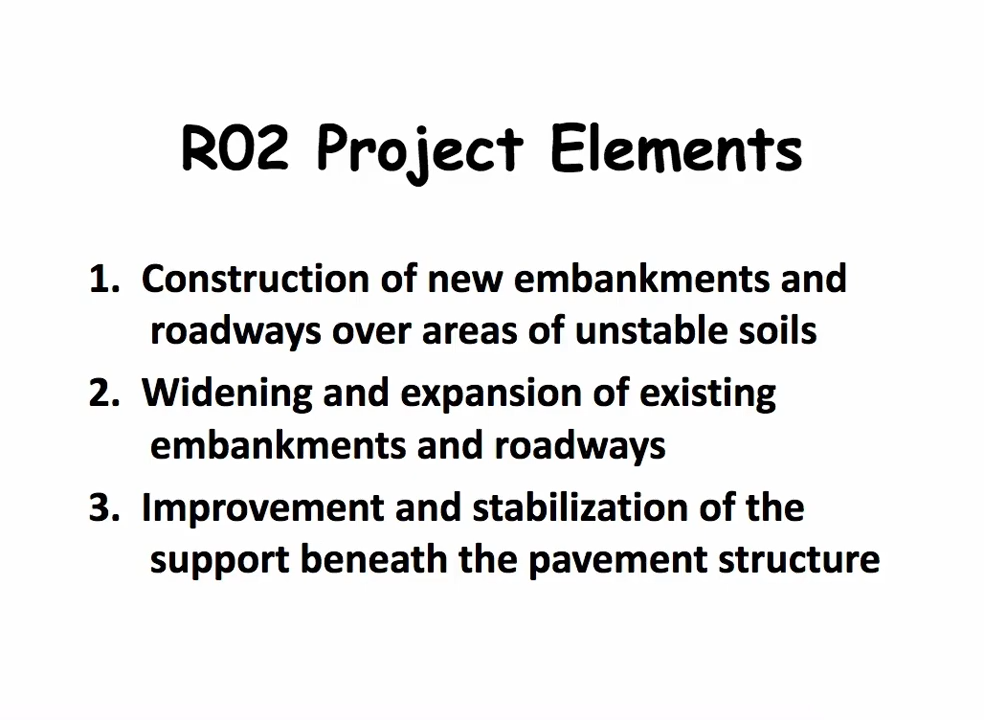 R02 Project Elements
1. Construction of new embankments and
roadways over areas of unstable soils
2. Widening and expansion of existing
embankments and roadways
3. Improvement and stabilization of the
support beneath the pavement structure